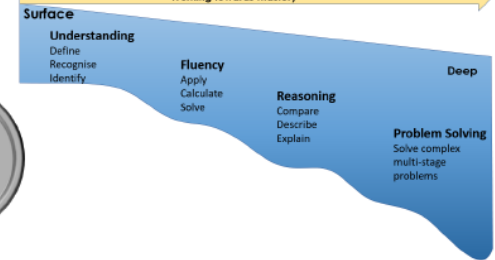 Surface
Understanding
Define
Recognise
Identify
Fluency
Apply
Calculate
Solve
Reasoning
Compare
Describe
Explain
Deep
Problem Solving
Solve complex
multi-stage
problems